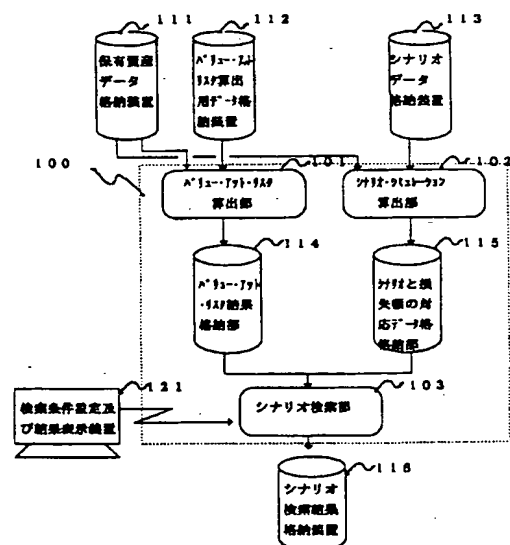 111
112
113
保有資産
データ
格納装置
バリュー・アット
リスク算出
用データ格
納装置
シナリオ
データ
格納装置
100
101
102
バリュー・アット・リスク
算出部
シナリオ・シミュレーション
算出部
114
115
バリュー・アット
・リスク結果
格納部
シナリオと損
失額の対
応データ格
格納部
121
103
検索条件設定及
び結果表示装置
シナリオ検索部
116
シナリオ
検索結果
格納装置